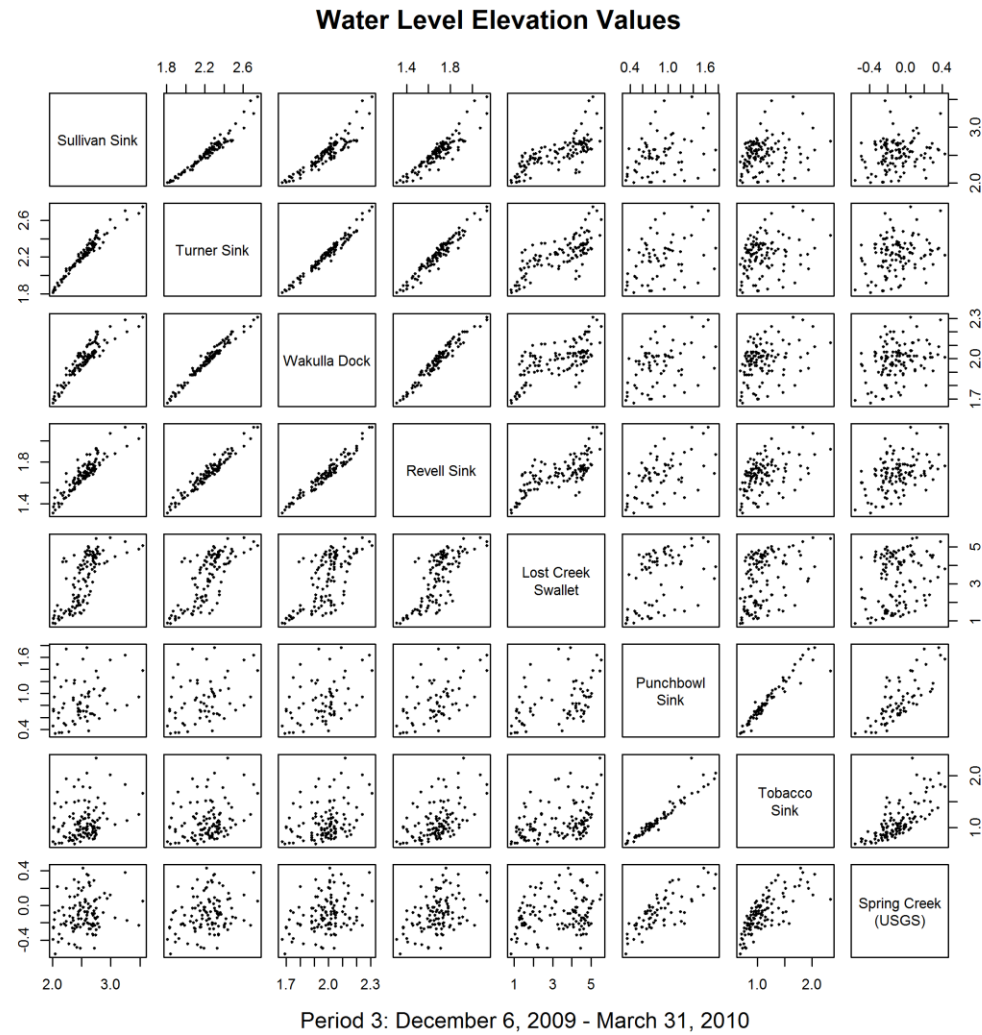 Water Level Elevation Values
1.8 2.2 2.6 1.4 1.8 0.4 1.0 1.6 -0.4 0.0 0.4
Sullivan Sink
2.0 3.0
Turner Sink
1.8 2.2 2.6
Wakulla Dock
1.7 2.0 2.3
Revell Sink
1.4 1.8
Lost Creek
Swallet
1 3 5
Punchbowl
Sink
0.4 1.0 1.6
Tobacco
Sink
1.0 2.0
Spring Creek
(USGS)
-0.4 0.0 0.4
2.0 3.0 1.7 2.0 2.3 1 3 5 1.0 2.0
Period 3: December 6, 2009 - March 31, 2010